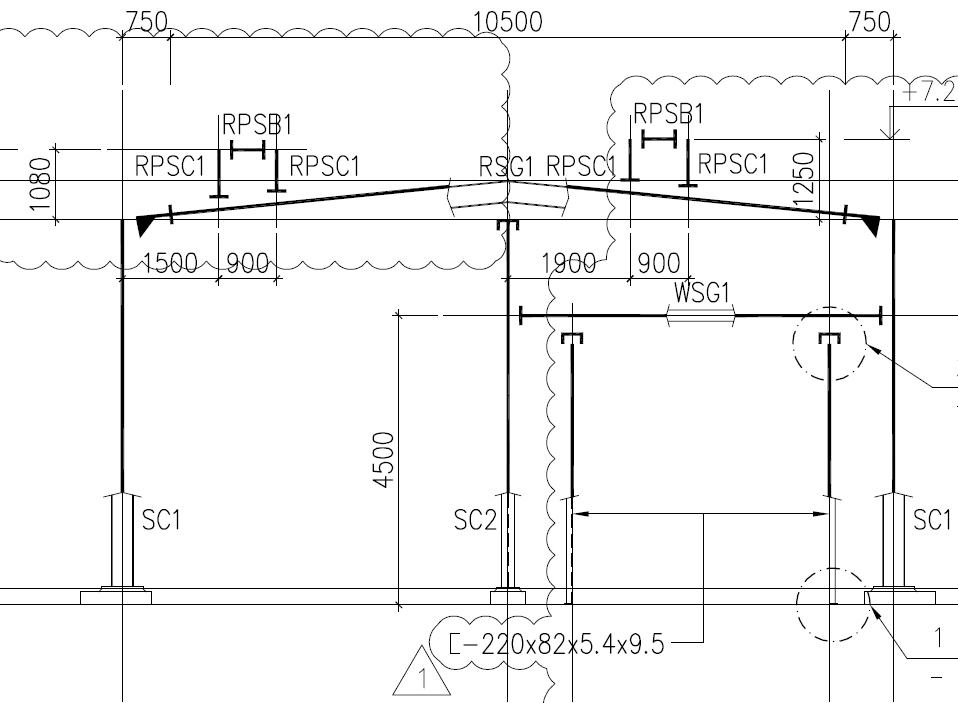 750
10500
750
+7.2
RPSB1
RPSB1
RPSC1
RPSC1
RSG1
RPSC1
RPSC1
1080
1250
1500
900
1900
900
WSG1
4500
SC1
SC2
SC1
[-220x82x5.4x9.5
1
1
-